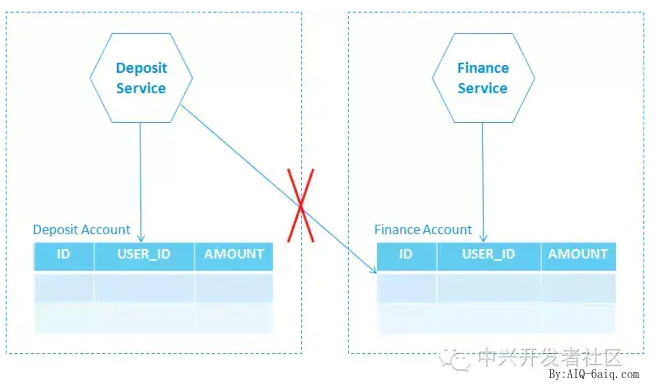 Deposit
Service
Finance
Service
Deposit Account
Finance Account
ID USER_ID AMOUNT
ID USER_ID AMOUNT
中兴开发者社区
By:AIQ-6aiq.com